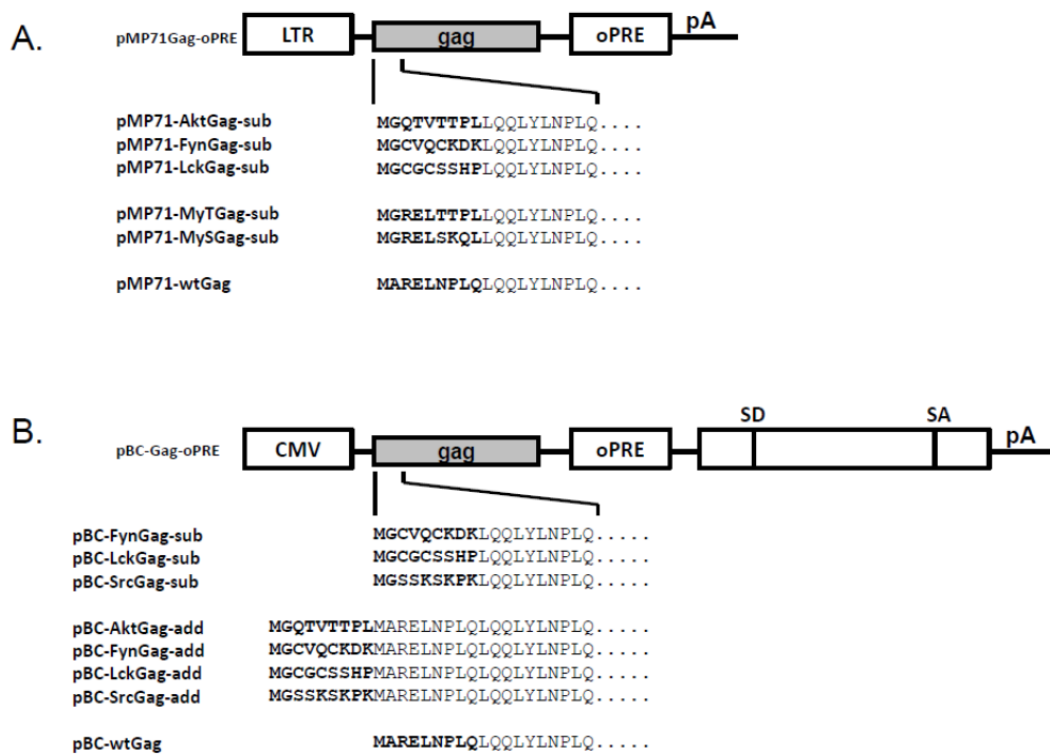 A.
pMP71Gag-oPRE LTR gag oPRE pA
pMP71-AktGag-sub MGQTVTTPLLQQLYLNPLQ....
pMP71-FynGag-sub MGCVQCKDKLQQLYLNPLQ....
pMP71-LckGag-sub MGCGCSSHPLQQLYLNPLQ....
pMP71-MyTGag-sub MGRELTTPLLQQLYLNPLQ....
pMP71-MySGag-sub MGRELSKQLLQQLYLNPLQ....
pMP71-wtGag MARELNPLQLQQLYLNPLQ....
B.
SD SA
pBC-Gag-oPRE CMV gag oPRE pA
pBC-FynGag-sub MGCVQCKDKLQQLYLNPLQ.....
pBC-LckGag-sub MGCGCSSHPLQQLYLNPLQ.....
pBC-SrcGag-sub MGSSKSKPKLQQLYLNPLQ.....
pBC-AktGag-add MGQTVTTPLMARELNPLQLQQLYLNPLQ.....
pBC-FynGag-add MGCVQCKDKMARELNPLQLQQLYLNPLQ.....
pBC-LckGag-add MGCGCSSHPMARELNPLQLQQLYLNPLQ.....
pBC-SrcGag-add MGSSKSKPKMARELNPLQLQQLYLNPLQ.....
pBC-wtGag MARELNPLQLQQLYLNPLQ.....